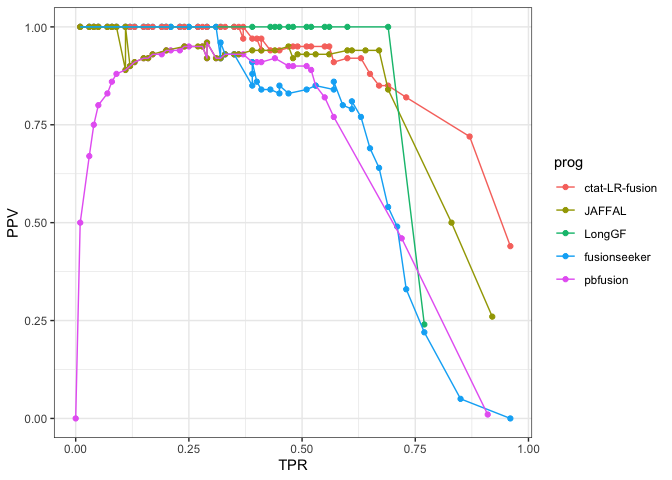 1.00
0.75
0.50
0.25
0.00
PPV
0.00 0.25 0.50 0.75 1.00
TPR
prog
ctat-LR-fusion
JAFFAL
LongGF
fusionseeker
pbfusion